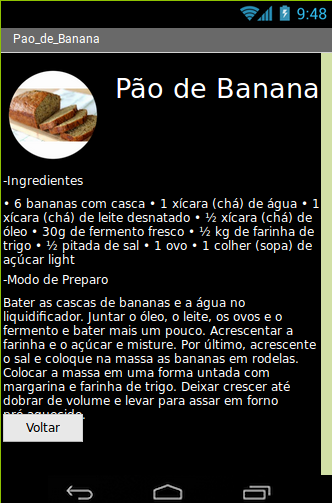 9:48
Pao_de_Banana
Pão de Banana
-Ingredientes
• 6 bananas com casca • 1 xícara (chá) de água • 1
xícara (chá) de leite desnatado • ½ xícara (chá) de
óleo • 30g de fermento fresco • ½ kg de farinha de
trigo • ½ pitada de sal • 1 ovo • 1 colher (sopa) de
açúcar light
-Modo de Preparo
Bater as cascas de bananas e a água no
liquidificador. Juntar o óleo, o leite, os ovos e o
fermento e bater mais um pouco. Acrescentar a
farinha e o açúcar e misture. Por último, acrescente
o sal e coloque na massa as bananas em rodelas.
Colocar a massa em uma forma untada com
margarina e farinha de trigo. Deixar crescer até
dobrar de volume e levar para assar em forno
pré-aquecido.
Voltar